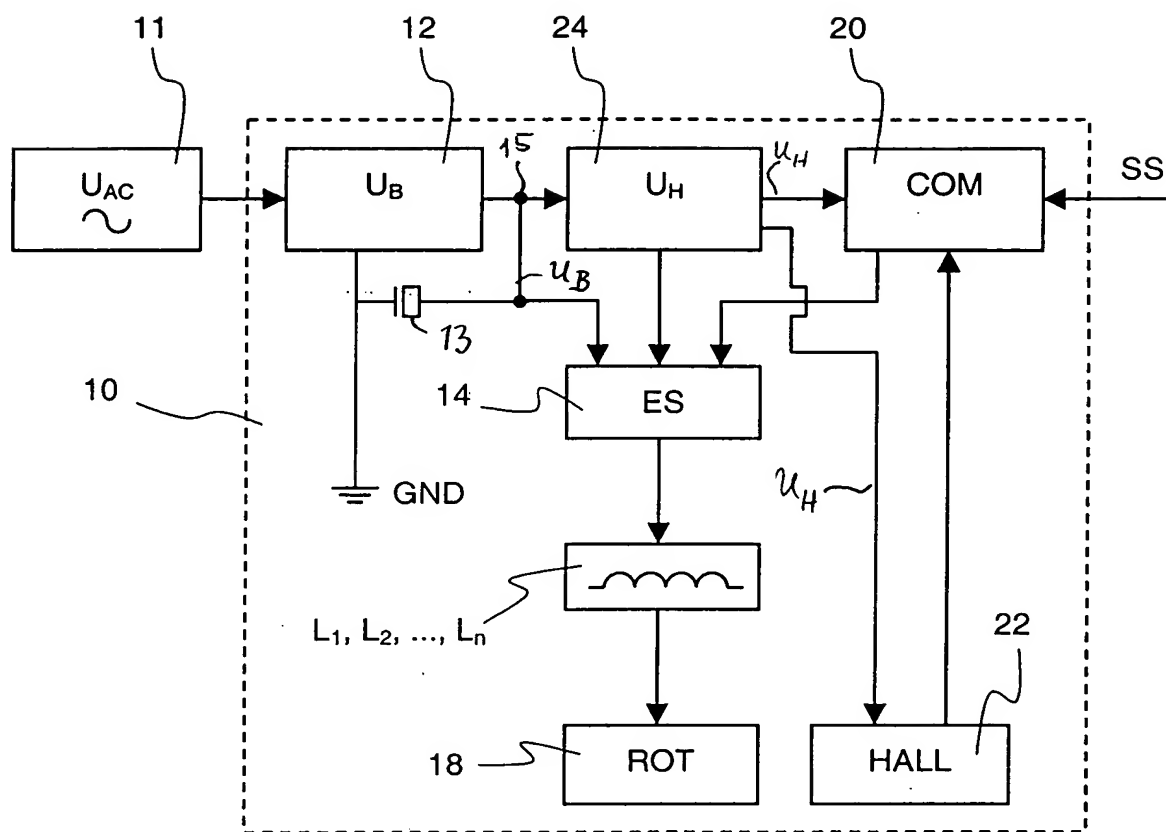 11
12
24
20
15
U_AC
U_B
U_H
u_H
COM
SS
u_B
13
10
14
ES
GND
U_H
L₁, L₂, ..., Lₙ
22
18
ROT
HALL